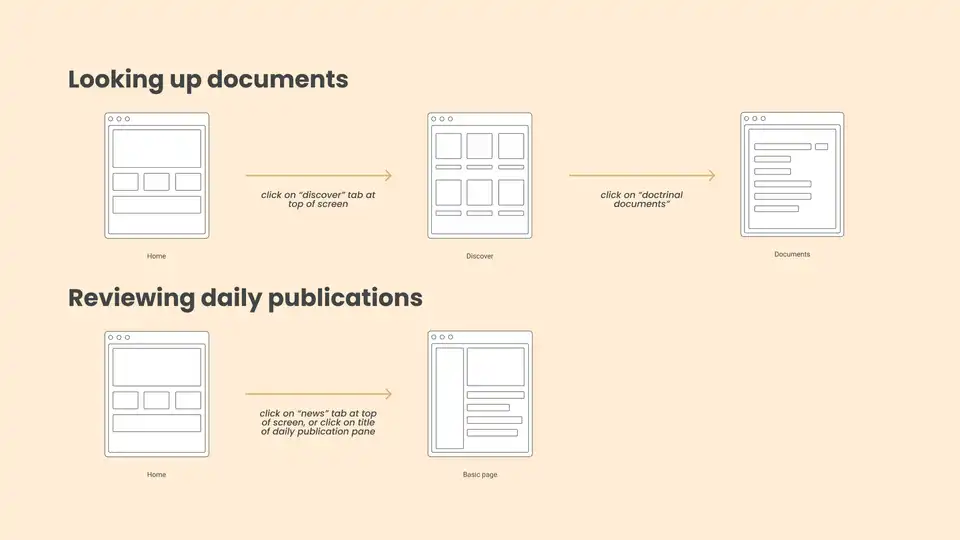 Looking up documents
click on “discover” tab at
top of screen
click on “doctrinal
documents”
Home
Discover
Documents
Reviewing daily publications
click on “news” tab at top
of screen, or click on title
of daily publication pane
Home
Basic page